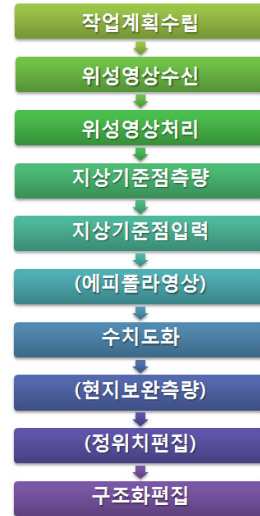 작업계획수립
위성영상수신
위성영상처리
지상기준점측량
지상기준점입력
(에피폴라영상)
수치도화
(현지보완측량)
(정위치편집)
구조화편집